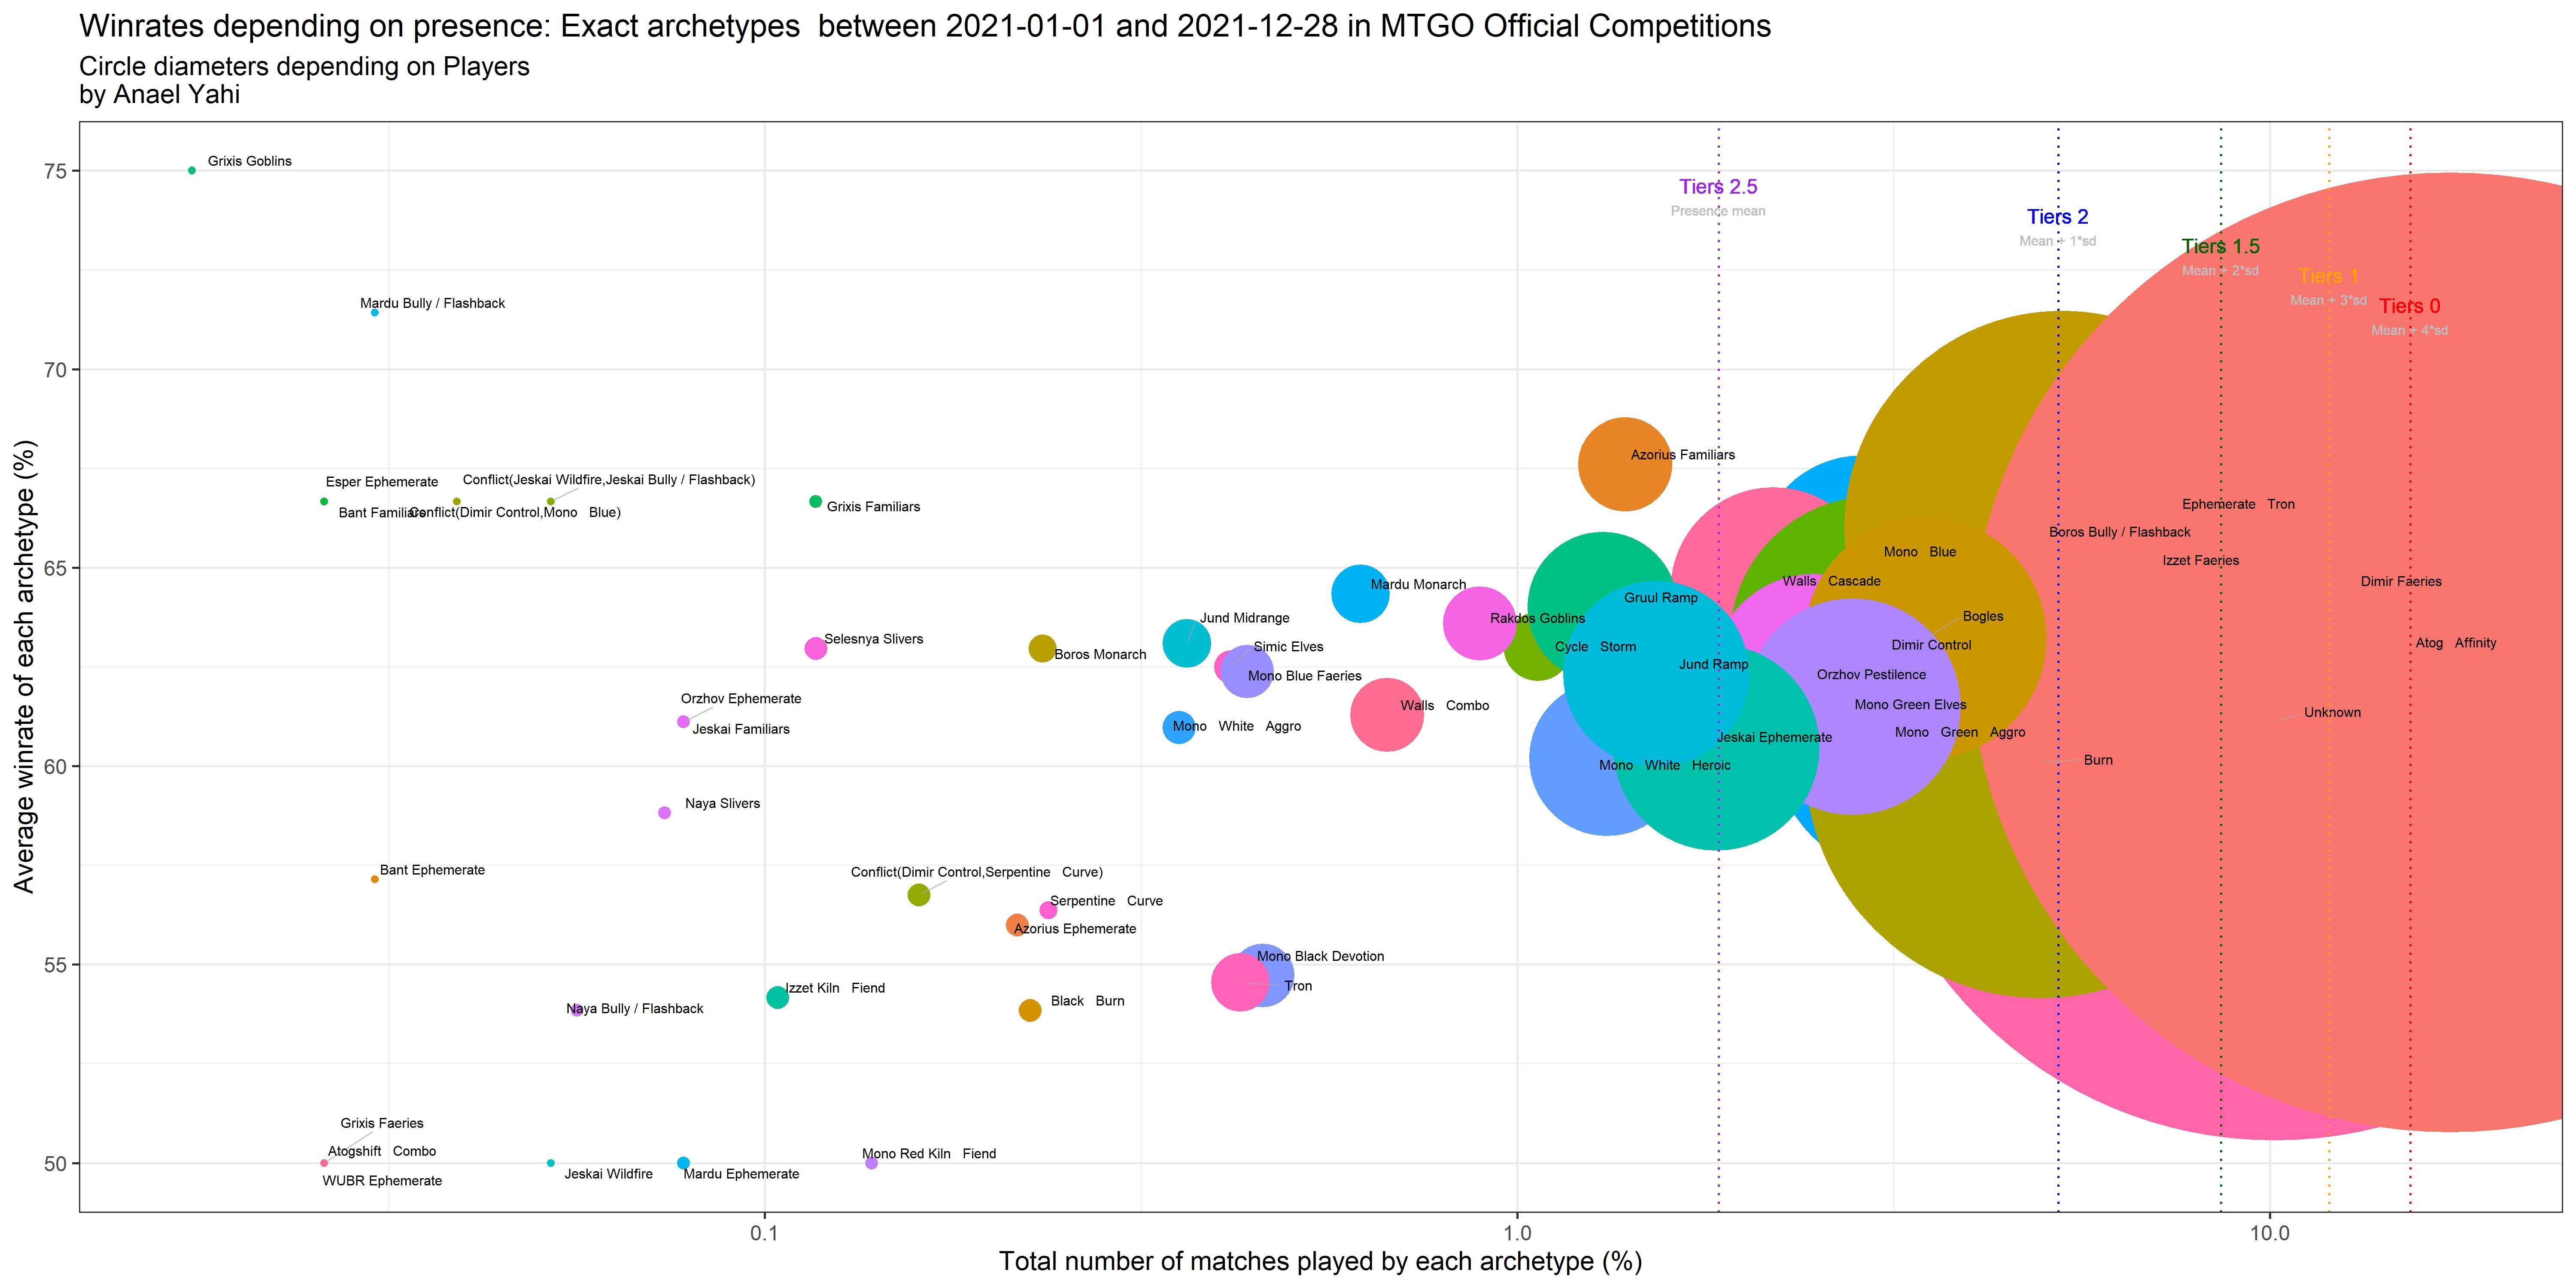 Winrates depending on presence: Exact archetypes  between 2021-01-01 and 2021-12-28 in MTGO Official Competitions
Circle diameters depending on Players
by Anael Yahi
Average winrate of each archetype (%)
75
70
65
60
55
50
Grixis Goblins
Tiers 2.5
Presence mean
Tiers 2
Mean + 1*sd
Tiers 1.5
Mean + 2*sd
Tiers 1
Mean + 3*sd
Tiers 0
Mean + 4*sd
Mardu Bully / Flashback
Azorius Familiars
Esper Ephemerate
Conflict(Jeskai Wildfire,Jeskai Bully / Flashback)
Bant Familiars
Conflict(Dimir Control,Mono   Blue)
Grixis Familiars
Ephemerate   Tron
Boros Bully / Flashback
Mono   Blue
Izzet Faeries
Mardu Monarch
Walls   Cascade
Dimir Faeries
Gruul Ramp
Jund Midrange
Rakdos Goblins
Bogles
Selesnya Slivers
Boros Monarch
Simic Elves
Cycle   Storm
Dimir Control
Atog   Affinity
Jund Ramp
Mono Blue Faeries
Orzhov Pestilence
Orzhov Ephemerate
Walls   Combo
Mono Green Elves
Unknown
Jeskai Familiars
Mono   White   Aggro
Jeskai Ephemerate
Mono   Green   Aggro
Mono   White   Heroic
Burn
Naya Slivers
Bant Ephemerate
Conflict(Dimir Control,Serpentine   Curve)
Serpentine   Curve
Azorius Ephemerate
Mono Black Devotion
Tron
Izzet Kiln   Fiend
Black   Burn
Naya Bully / Flashback
Grixis Faeries
Atogshift   Combo
WUBR Ephemerate
Jeskai Wildfire
Mardu Ephemerate
Mono Red Kiln   Fiend
0.1
1.0
10.0
Total number of matches played by each archetype (%)